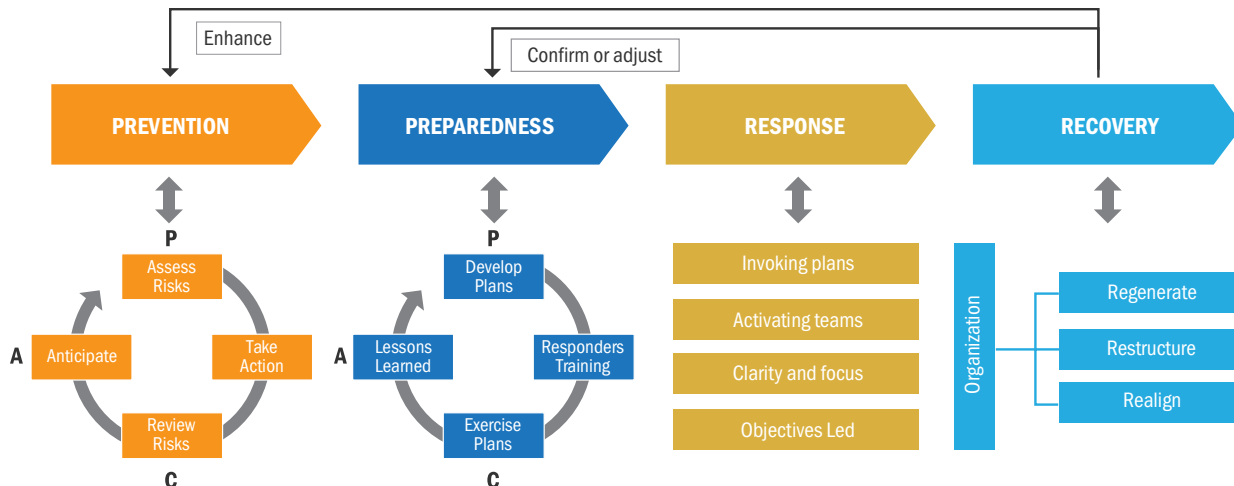 Enhance
Confirm or adjust
PREVENTION
PREPAREDNESS
RESPONSE
RECOVERY
P
Assess
Risks
A
Anticipate
Take
Action
Review
Risks
C
P
Develop
Plans
A
Lessons
Learned
Responders
Training
Exercise
Plans
C
Invoking plans
Activating teams
Clarity and focus
Objectives Led
Organization
Regenerate
Restructure
Realign